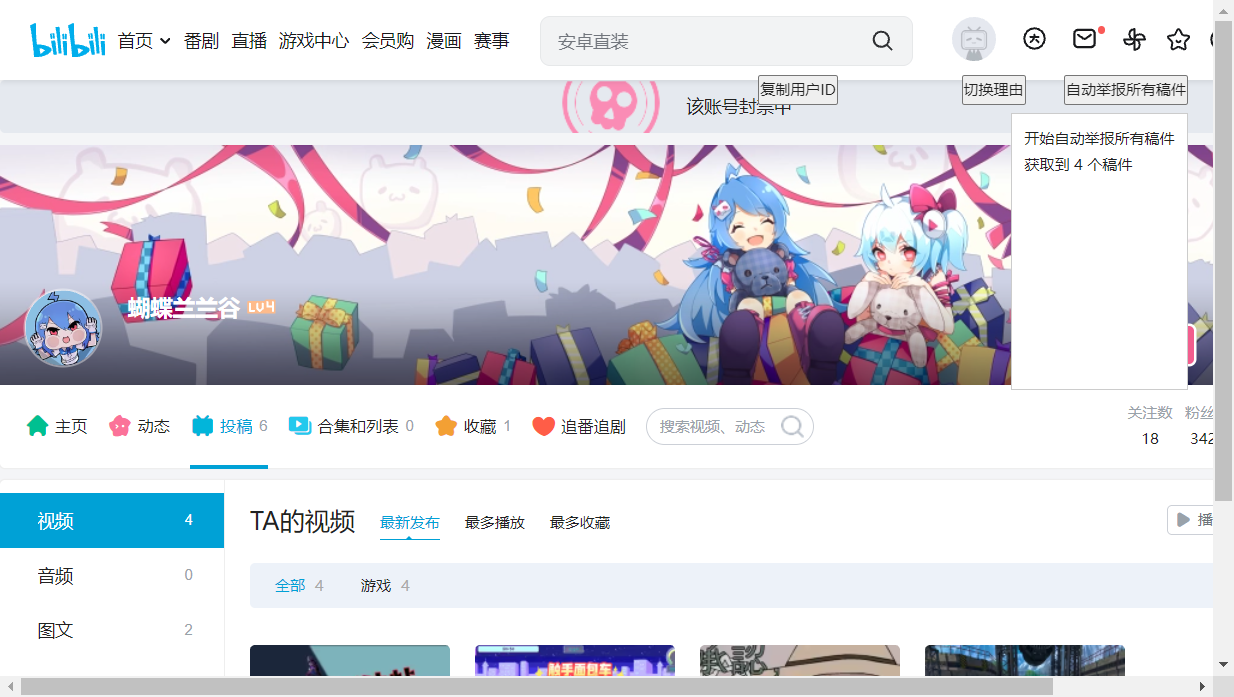 bilibili 首页 番剧 直播 游戏中心 会员购 漫画 赛事 安卓直装
复制用户ID 切换理由 自动举报所有稿件
该账号封禁中
开始自动举报所有稿件
获取到 4 个稿件
蝴蝶兰兰谷 LV4
主页 动态 投稿 6 合集和列表 0 收藏 1 追番追剧 搜索视频、动态
关注数 粉丝
18 342
视频 4
音频 0
图文 2
TA的视频 最新发布 最多播放 最多收藏 播
全部 4 游戏 4
触手面包车